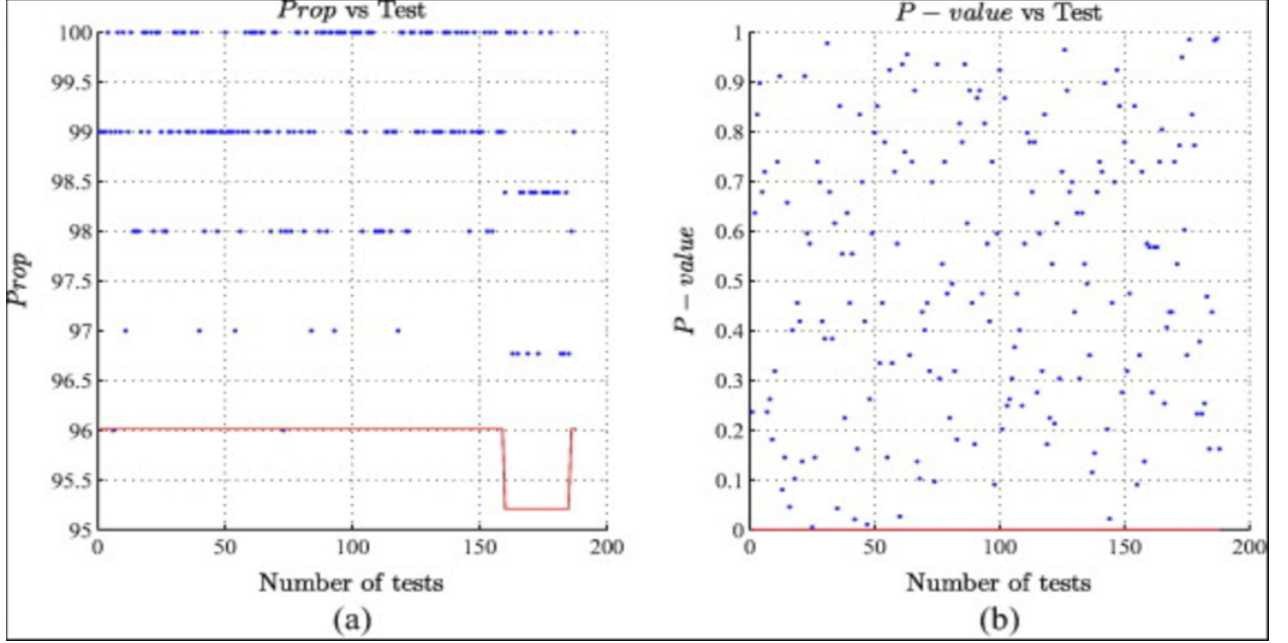 Prop vs Test
100
99.5
99
98.5
98
97.5
97
96.5
96
95.5
95
Prop
0 50 100 150 200
Number of tests
(a)
P − value vs Test
1
0.9
0.8
0.7
0.6
0.5
0.4
0.3
0.2
0.1
0
P − value
0 50 100 150 200
Number of tests
(b)